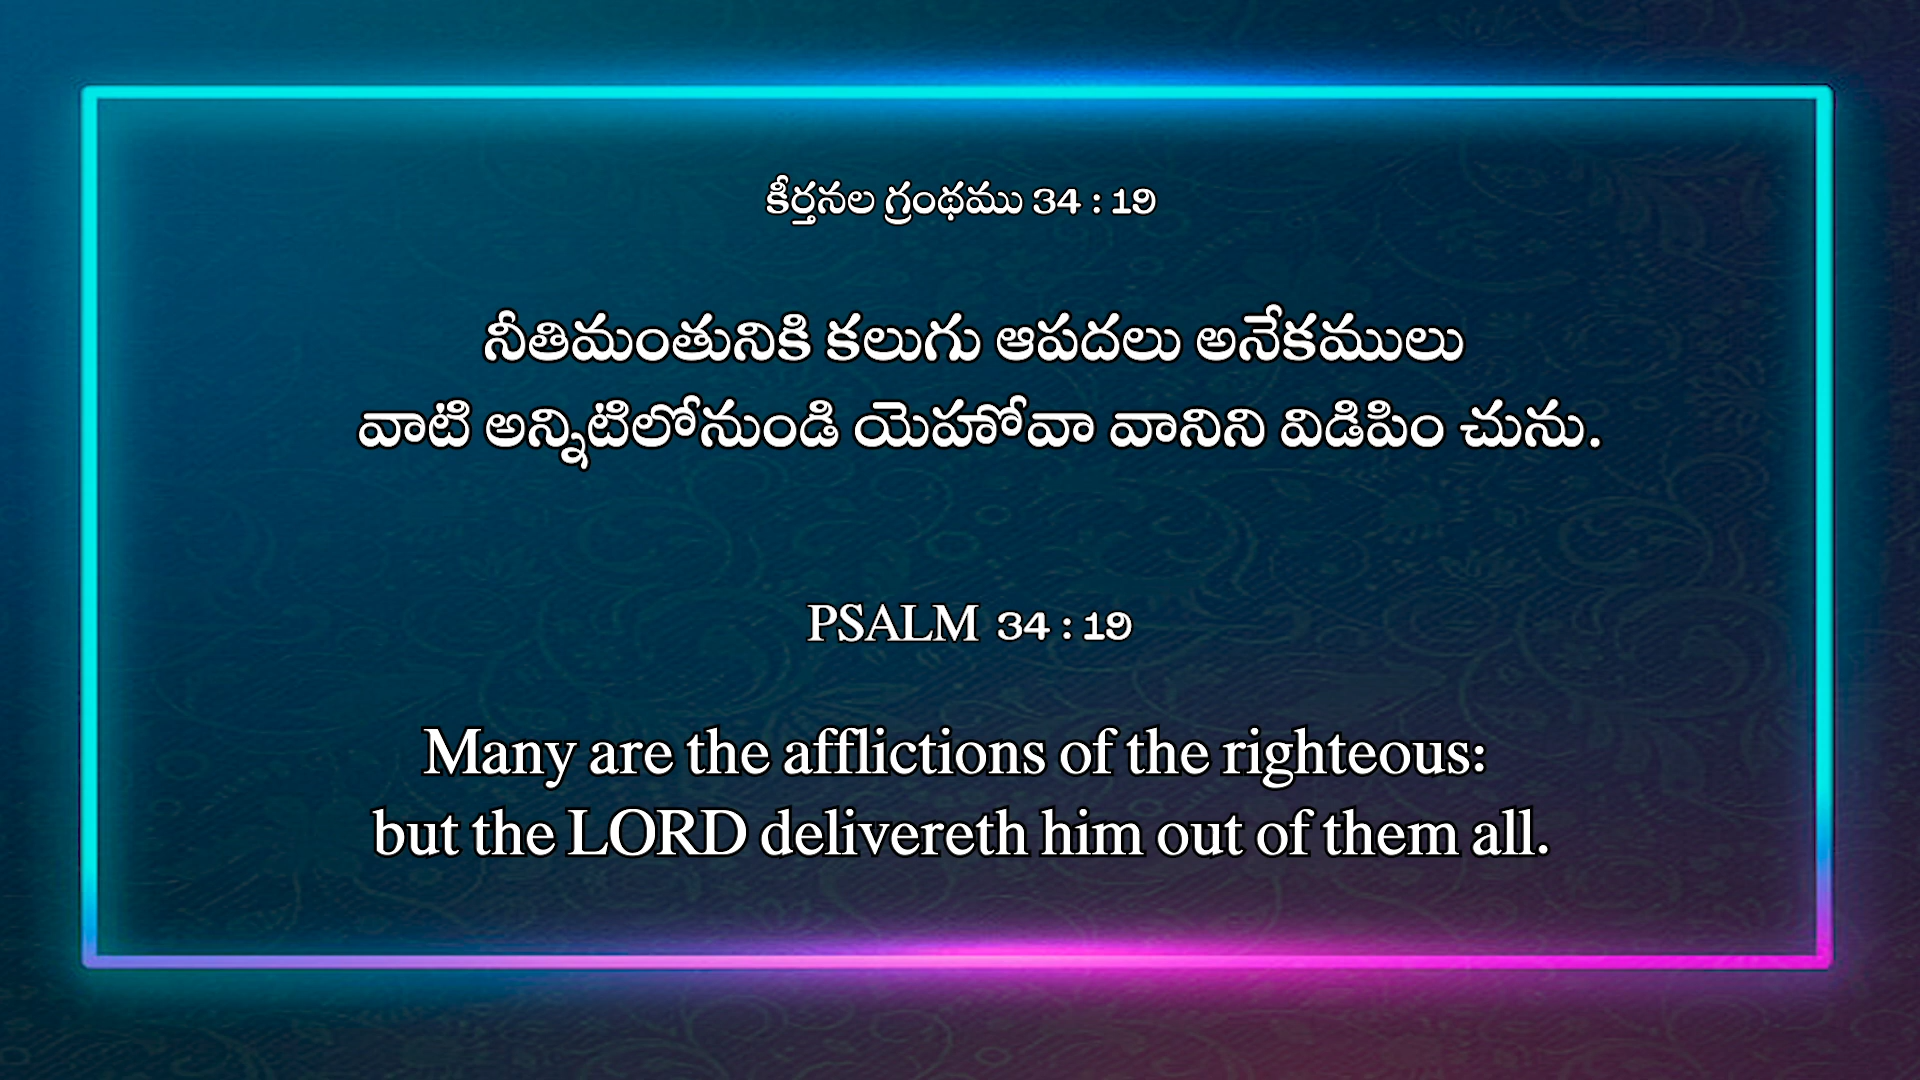 కీర్తనల గ్రంథము 34 : 19
నీతిమంతునికి కలుగు ఆపదలు అనేకములు
వాటి అన్నిటిలోనుండి యెహోవా వానిని విడిపిం చును.
PSALM 34 : 19
Many are the afflictions of the righteous:
but the LORD delivereth him out of them all.